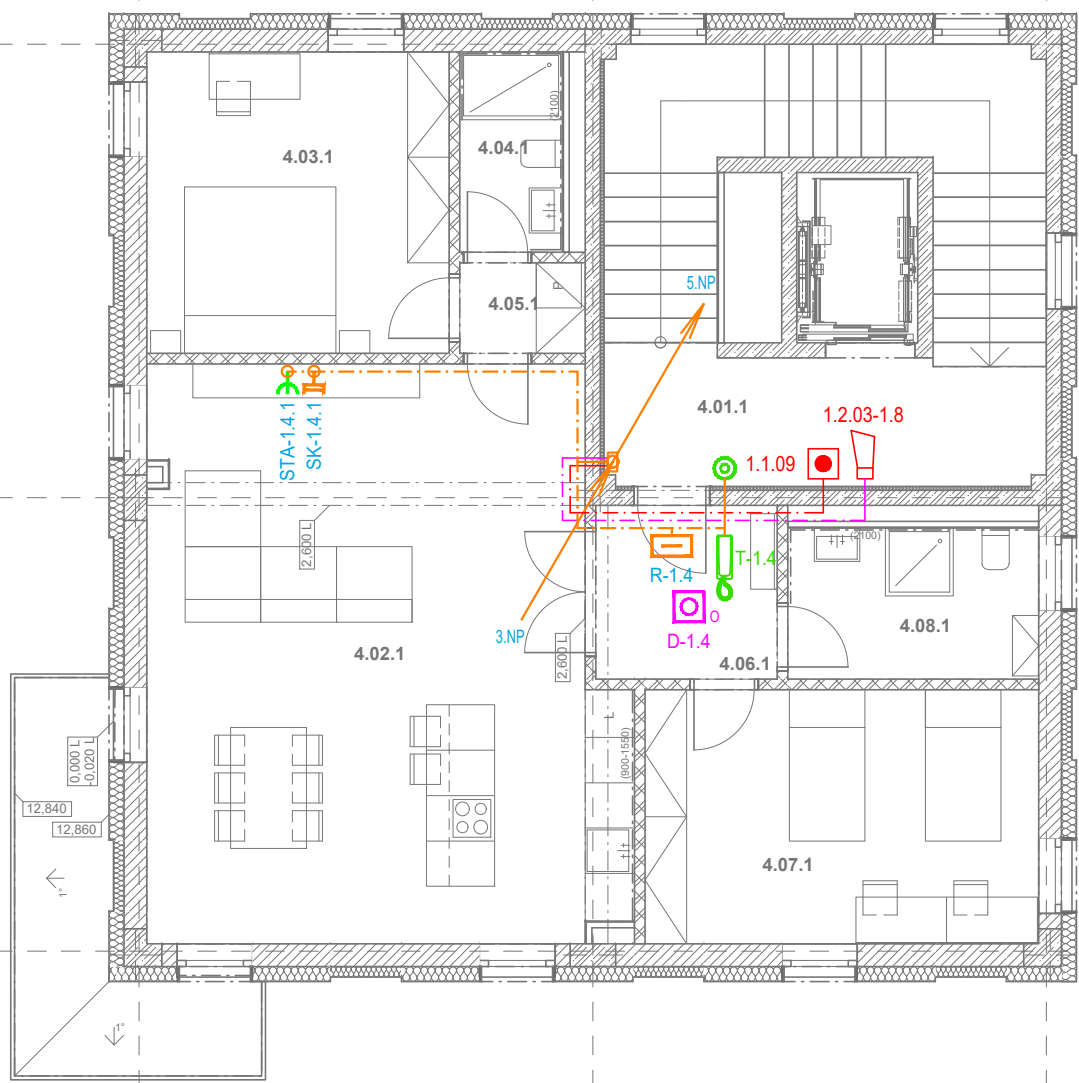 4.03.1
4.04.1
(2100)
4.05.1
P
5.NP
4.01.1
1.2.03-1.8
1.1.09
STA-1.4.1
SK-1.4.1
2,600 L
(2100)
R-1.4
T-1.4
O
D-1.4
3.NP
4.02.1
2,600 L
4.06.1
4.08.1
L
(900-1550)
0,000 L
-0,020 L
12,840
12,860
4.07.1
1°
1°